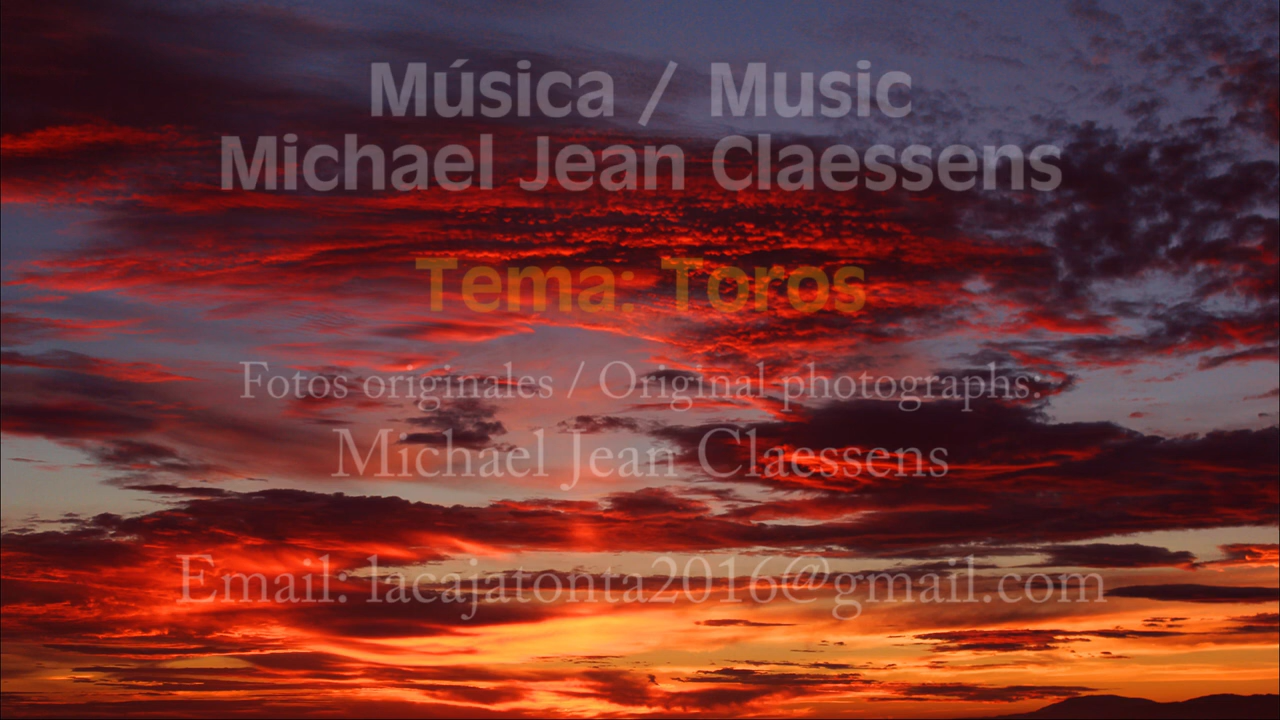 Música / Music
Michael Jean Claessens
Tema: Toros
Fotos originales / Original photographs.
Michael Jean Claessens
Email: lacajatonta2016@gmail.com